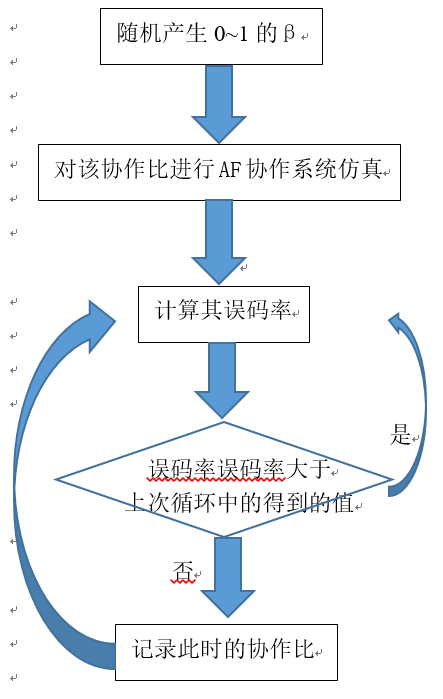 随机产生 0~1 的 β
对该协作比进行 AF 协作系统仿真
计算其误码率
是
误码率误码率大于
上次循环中的得到的值
否
记录此时的协作比